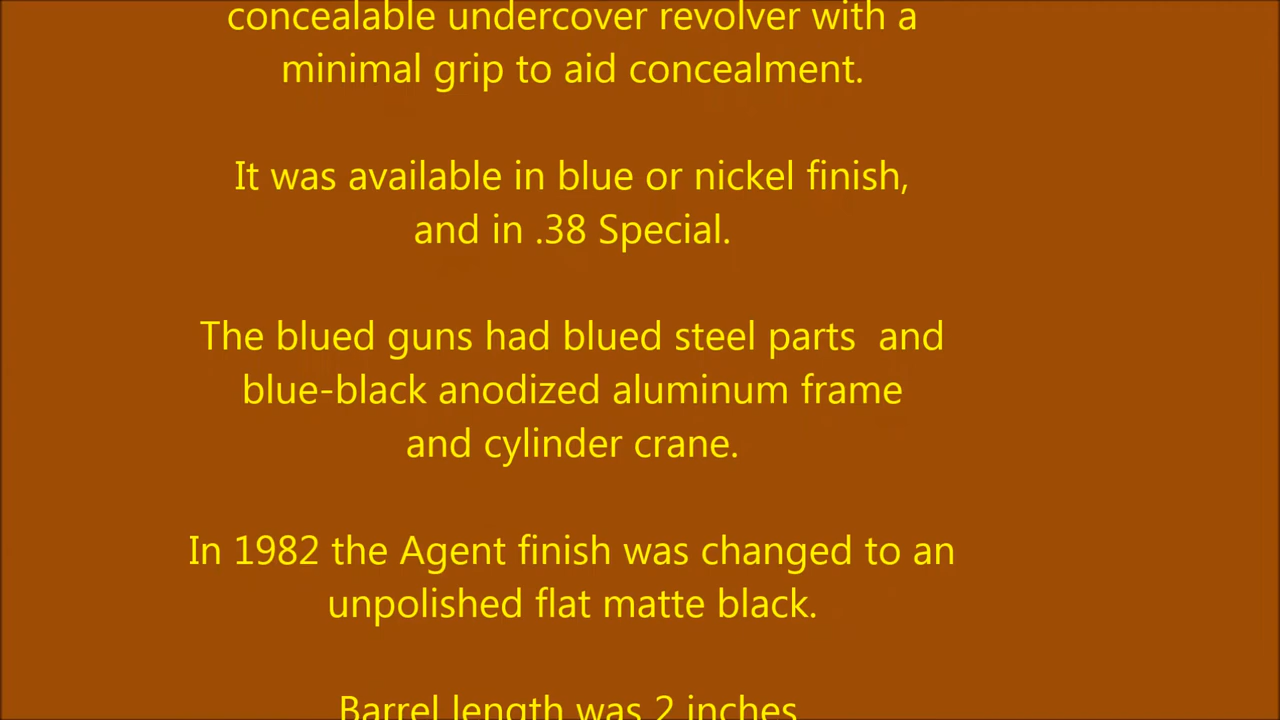 concealable undercover revolver with a
minimal grip to aid concealment.
It was available in blue or nickel finish,
and in .38 Special.
The blued guns had blued steel parts  and
blue-black anodized aluminum frame
and cylinder crane.
In 1982 the Agent finish was changed to an
unpolished flat matte black.
Barrel length was 2 inches